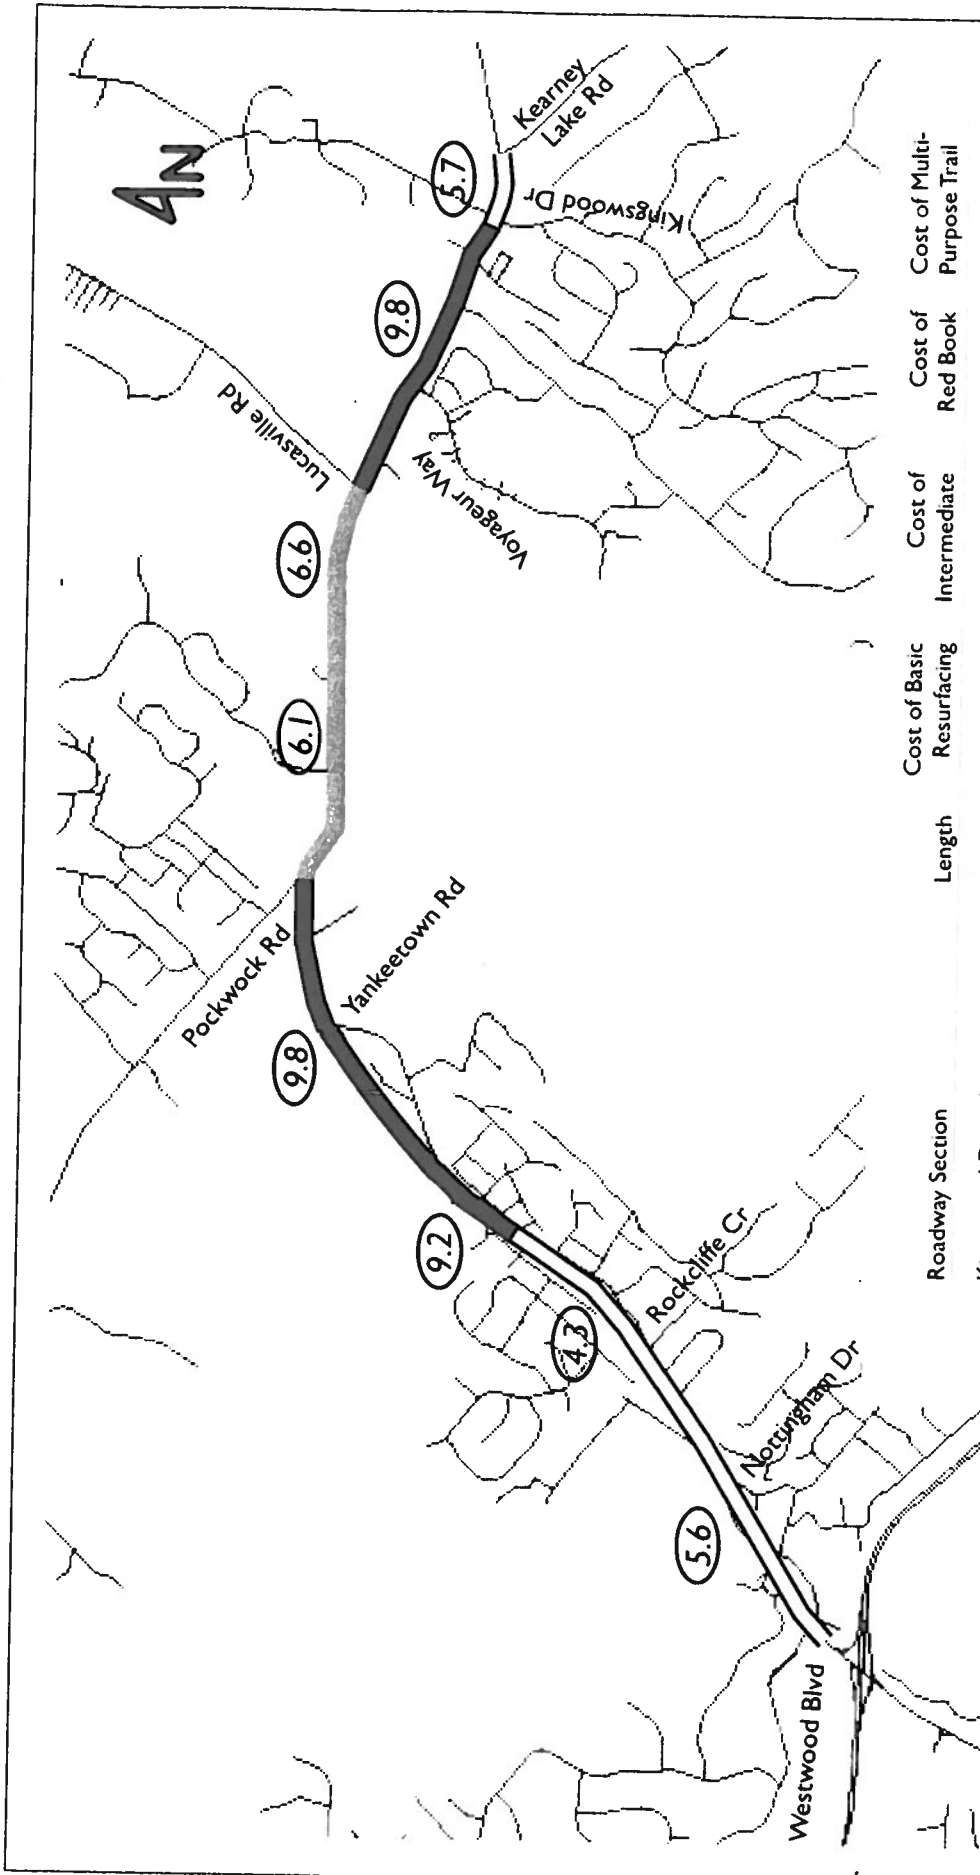 N
Kearney
Lake Rd
5.7
Kingswood Dr
9.8
Lucasville Rd
Voyageur Way
6.6
6.1
Pockwock Rd
Yankeetown Rd
9.8
9.2
4.3
Rockcliffe Cr
Nottingham Dr
5.6
Westwood Blvd
Roadway Section
Length
Cost of Basic
Resurfacing
Cost of
Intermediate
Cost of
Red Book
Cost of Multi-
Purpose Trail